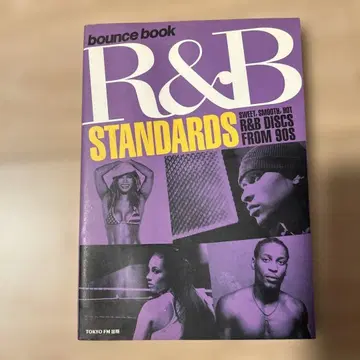 bounce book
R&B
STANDARDS
SWEET, SMOOTH, HOT
R&B DISCS
FROM 90S
TOKYO FM 出版